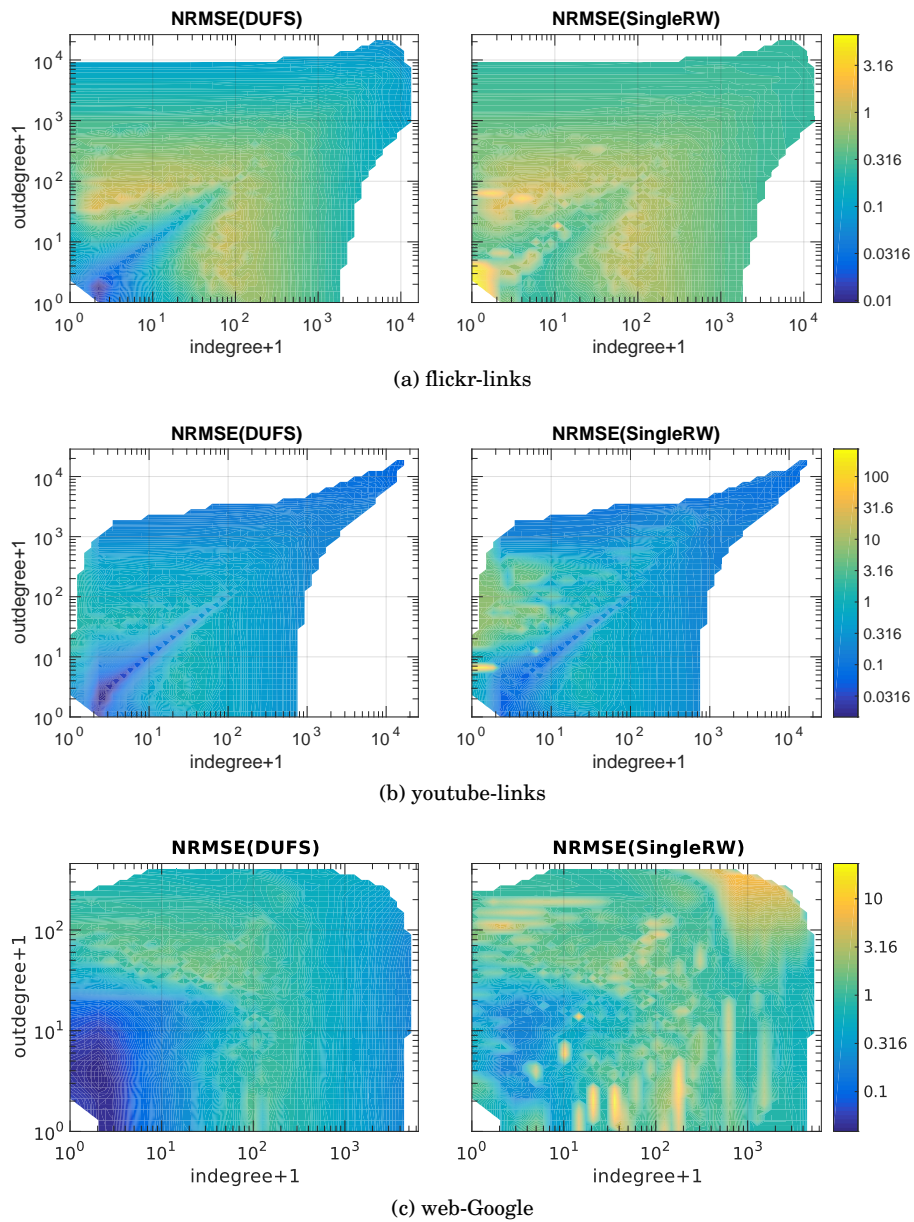 NRMSE(DUFS) NRMSE(SingleRW)
10^4 3.16
10^3 1
outdegree+1 0.316
10^2 0.1
10^1 0.0316
10^0 0.01
10^0 10^1 10^2 10^3 10^4 10^0 10^1 10^2 10^3 10^4
indegree+1 indegree+1
(a) flickr-links
NRMSE(DUFS) NRMSE(SingleRW)
10^4 100
31.6
10^3 10
outdegree+1 3.16
10^2 1
0.316
10^1 0.1
10^0 0.0316
10^0 10^1 10^2 10^3 10^4 10^0 10^1 10^2 10^3 10^4
indegree+1 indegree+1
(b) youtube-links
NRMSE(DUFS) NRMSE(SingleRW)
10
10^2 3.16
outdegree+1 1
10^1 0.316
0.1
10^0
10^0 10^1 10^2 10^3 10^0 10^1 10^2 10^3
indegree+1 indegree+1
(c) web-Google